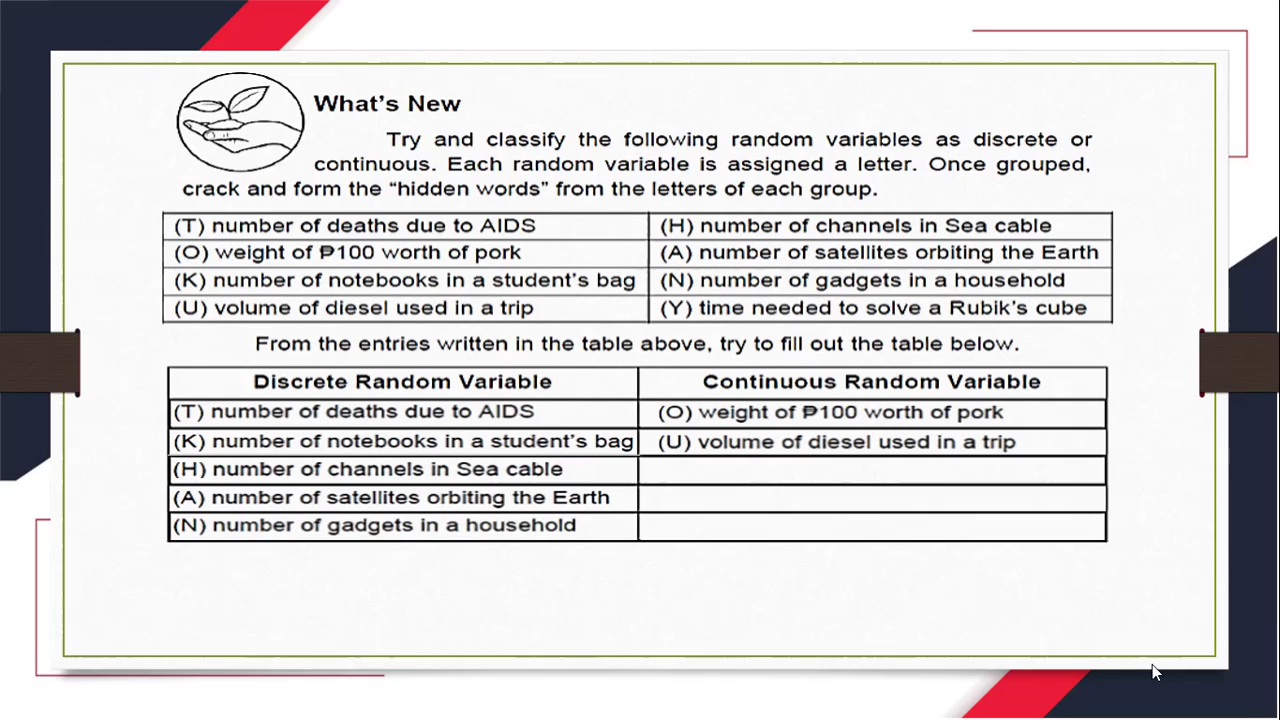 What's New
Try and classify the following random variables as discrete or
continuous. Each random variable is assigned a letter. Once grouped,
crack and form the “hidden words” from the letters of each group.
(T) number of deaths due to AIDS
(H) number of channels in Sea cable
(O) weight of ₱100 worth of pork
(A) number of satellites orbiting the Earth
(K) number of notebooks in a student's bag
(N) number of gadgets in a household
(U) volume of diesel used in a trip
(Y) time needed to solve a Rubik's cube
From the entries written in the table above, try to fill out the table below.
Discrete Random Variable
Continuous Random Variable
(T) number of deaths due to AIDS
(O) weight of ₱100 worth of pork
(K) number of notebooks in a student's bag
(U) volume of diesel used in a trip
(H) number of channels in Sea cable
(A) number of satellites orbiting the Earth
(N) number of gadgets in a household